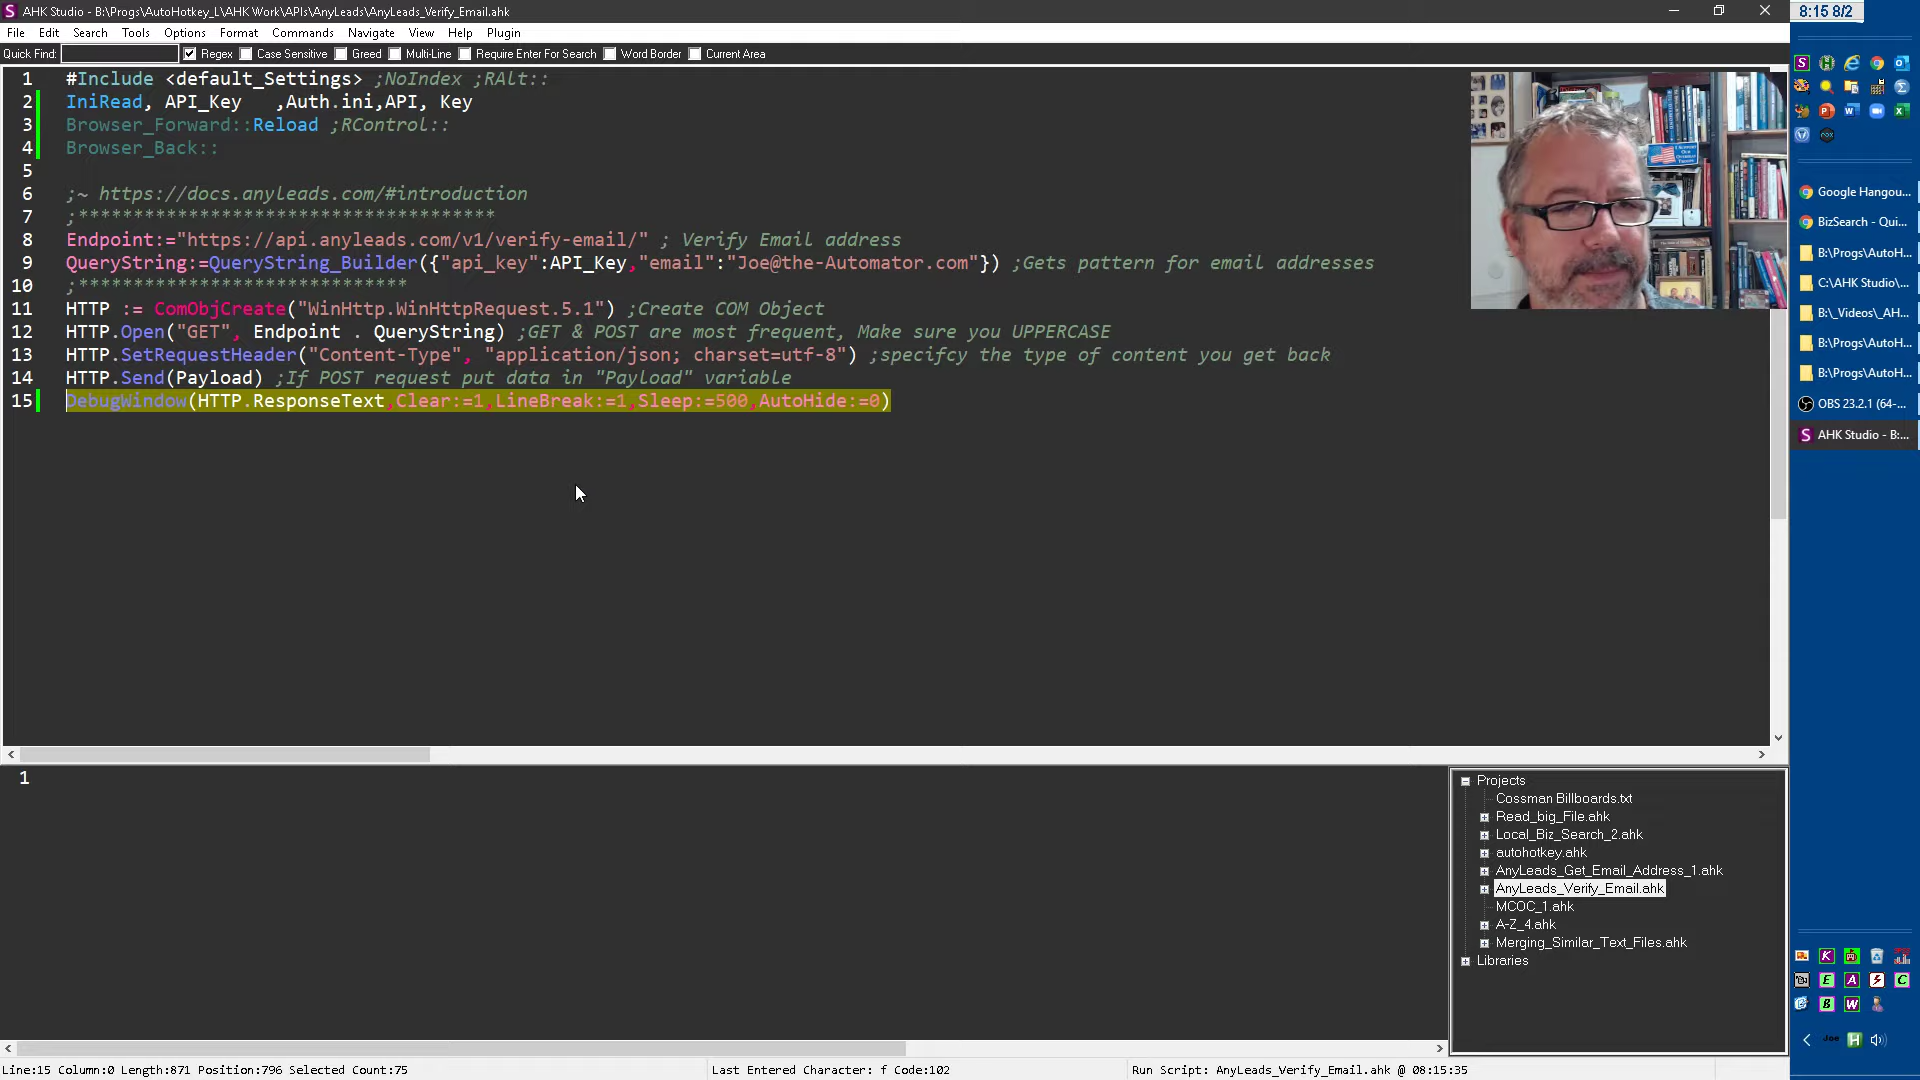 AHK Studio - B:\Progs\AutoHotkey_L\AHK Work\APIs\AnyLeads\AnyLeads_Verify_Email.ahk
File Edit Search Tools Options Format Commands Navigate View Help Plugin
Quick Find: Regex Case Sensitive Greed Multi-Line Require Enter For Search Word Border Current Area
1 #Include <default_Settings> ;NoIndex ;RAlt::
2 IniRead, API_Key ,Auth.ini,API, Key
3 Browser_Forward::Reload ;RControl::
4 Browser_Back::
5
6 ;~ https://docs.anyleads.com/#introduction
7 ;**************************************
8 Endpoint:="https://api.anyleads.com/v1/verify-email/" ; Verify Email address
9 QueryString:=QueryString_Builder({"api_key":API_Key,"email":"Joe@the-Automator.com"}) ;Gets pattern for email addresses
10 ;******************************
11 HTTP := ComObjCreate("WinHttp.WinHttpRequest.5.1") ;Create COM Object
12 HTTP.Open("GET", Endpoint . QueryString) ;GET & POST are most frequent, Make sure you UPPERCASE
13 HTTP.SetRequestHeader("Content-Type", "application/json; charset=utf-8") ;specifcy the type of content you get back
14 HTTP.Send(Payload) ;If POST request put data in "Payload" variable
15 DebugWindow(HTTP.ResponseText,Clear:=1,LineBreak:=1,Sleep:=500,AutoHide:=0)
1
Projects
Cossman Billboards.txt
Read_big_File.ahk
Local_Biz_Search_2.ahk
autohotkey.ahk
AnyLeads_Get_Email_Address_1.ahk
AnyLeads_Verify_Email.ahk
MCOC_1.ahk
A-Z_4.ahk
Merging_Similar_Text_Files.ahk
Libraries
Line:15 Column:0 Length:871 Position:796 Selected Count:75
Last Entered Character: f Code:102
Run Script: AnyLeads_Verify_Email.ahk @ 08:15:35
8:15 8/2
Google Hangou...
BizSearch - Qui...
B:\Progs\AutoH...
C:\AHK Studio\...
B:\_Videos\_AH...
B:\Progs\AutoH...
B:\Progs\AutoH...
OBS 23.2.1 (64-...
AHK Studio - B:...
Joe